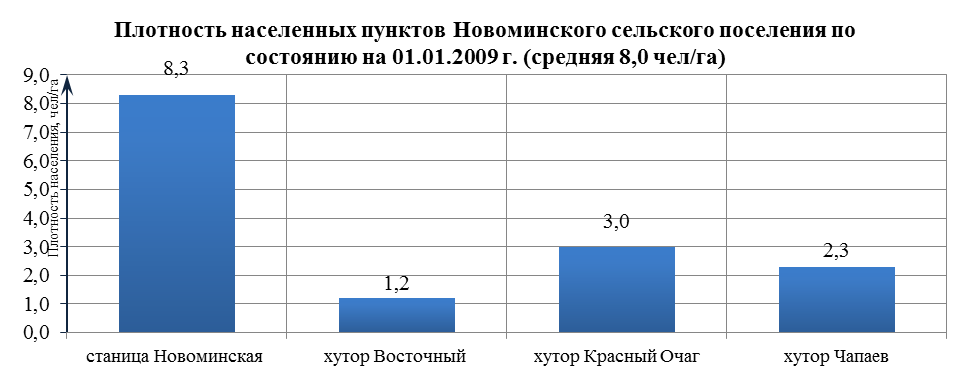 Плотность населенных пунктов Новоминского сельского поселения по
состоянию на 01.01.2009 г. (средняя 8,0 чел/га)
Плотность населения, чел/га
9,0
8,0
7,0
6,0
5,0
4,0
3,0
2,0
1,0
0,0
8,3
1,2
3,0
2,3
станица Новоминская
хутор Восточный
хутор Красный Очаг
хутор Чапаев